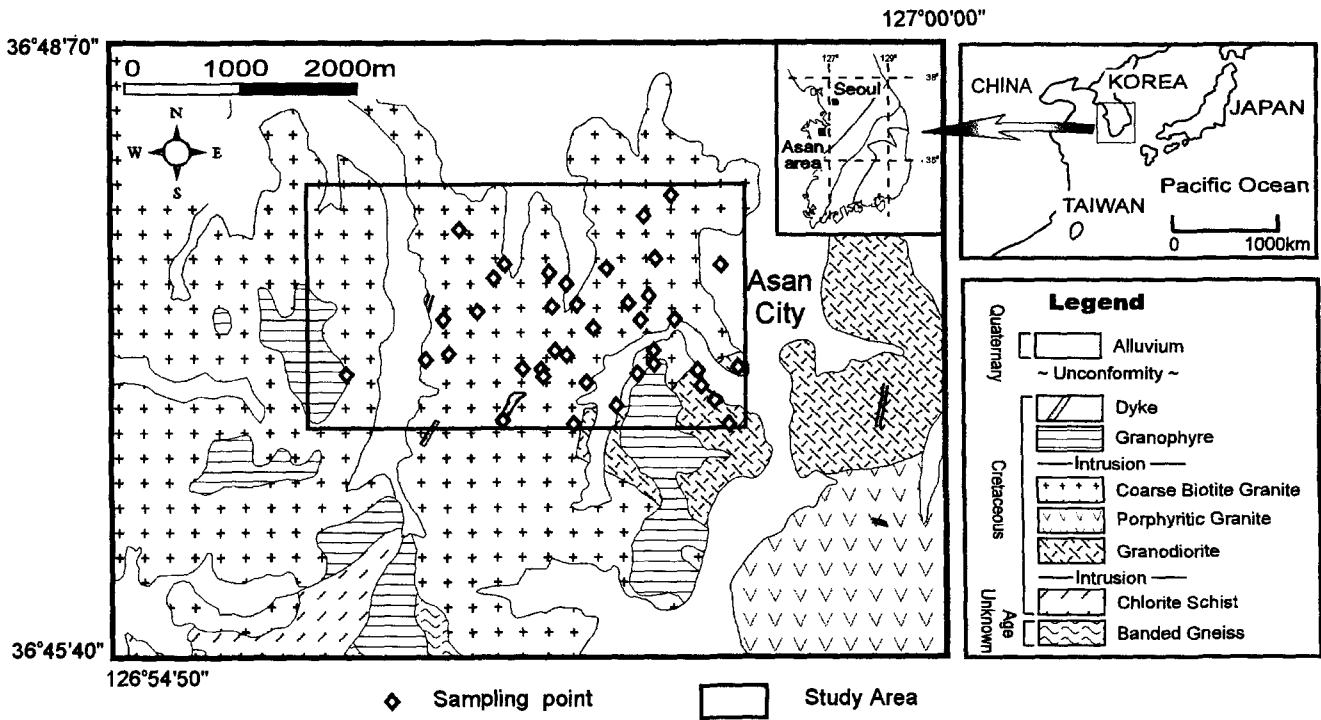 127°00'00"
36°48'70"
0 1000 2000m
N
W E
S
127° 129°
38°
Seoul
Asan
area
35°
CHINA
KOREA
JAPAN
Pacific Ocean
TAIWAN
0 1000km
Asan
City
Legend
Quaternary
Alluvium
~ Unconformity ~
Cretaceous
Dyke
Granophyre
Intrusion
Coarse Biotite Granite
Porphyritic Granite
Granodiorite
Intrusion
Age
Unknown
Chlorite Schist
Banded Gneiss
36°45'40"
126°54'50"
Sampling point
Study Area